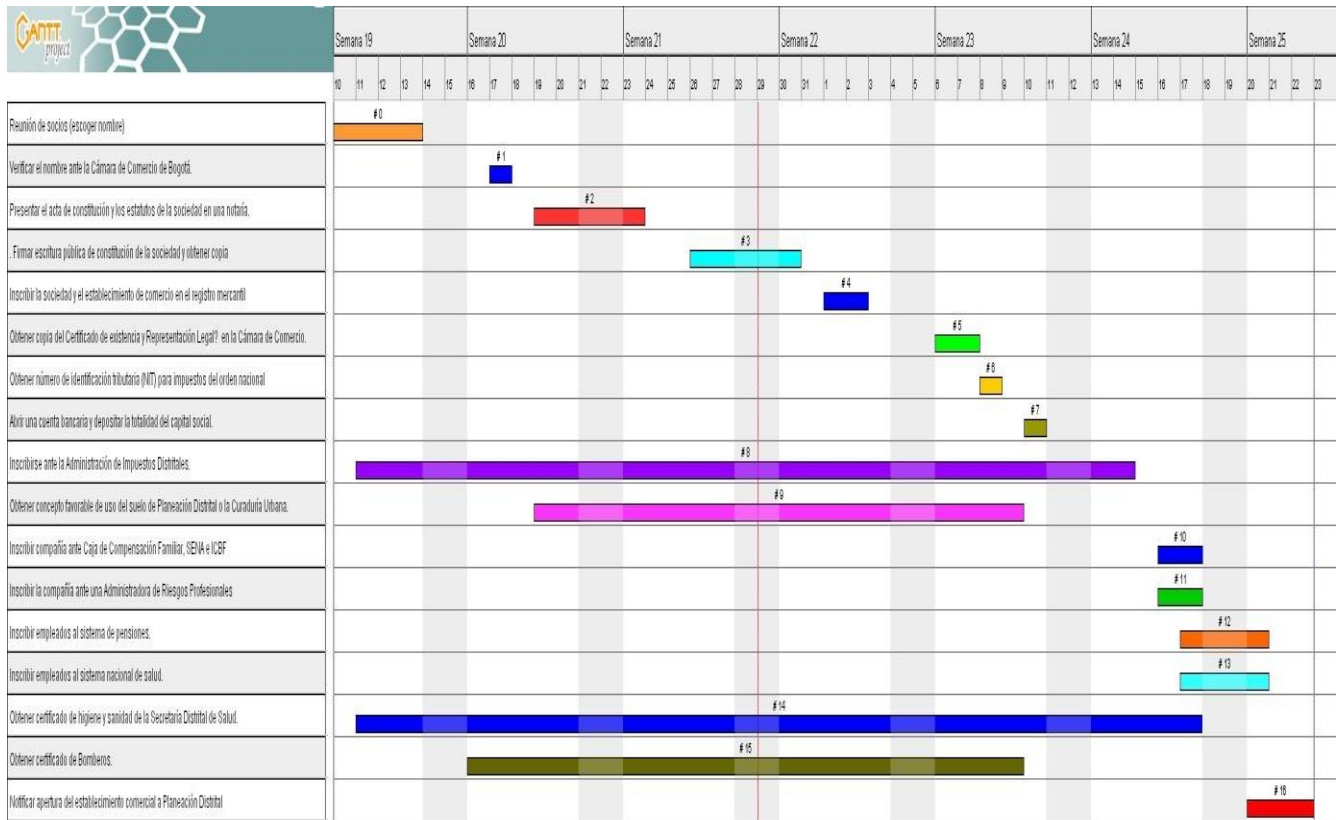 GANTT
project
Semana 19 Semana 20 Semana 21 Semana 22 Semana 23 Semana 24 Semana 25
10 11 12 13 14 15 16 17 18 19 20 21 22 23 24 25 26 27 28 29 30 31 1 2 3 4 5 6 7 8 9 10 11 12 13 14 15 16 17 18 19 20 21 22 23
Reunión de socios (escoger nombre) # 0
Verificar el nombre ante la Cámara de Comercio de Bogotá. # 1
Presentar el acta de constitución y los estatutos de la sociedad en una notaría. # 2
. Firmar escritura pública de constitución de la sociedad y obtener copia # 3
Inscribir la sociedad y el establecimiento de comercio en el registro mercantil # 4
Obtener copia del Certificado de existencia y Representación Legal? en la Cámara de Comercio. # 5
Obtener número de identificación tributaria (NIT) para impuestos del orden nacional # 6
Abrir una cuenta bancaria y depositar la totalidad del capital social. # 7
Inscribirse ante la Administración de Impuestos Distritales. # 8
Obtener concepto favorable de uso del suelo de Planeación Distrital o la Curaduría Urbana. # 9
Inscribir compañía ante Caja de Compensación Familiar, SENA e ICBF # 10
Inscribir la compañía ante una Administradora de Riesgos Profesionales # 11
Inscribir empleados al sistema de pensiones. # 12
Inscribir empleados al sistema nacional de salud. # 13
Obtener certificado de higiene y sanidad de la Secretaría Distrital de Salud. # 14
Obtener certificado de Bomberos. # 15
Notificar apertura del establecimiento comercial a Planeación Distrital # 16